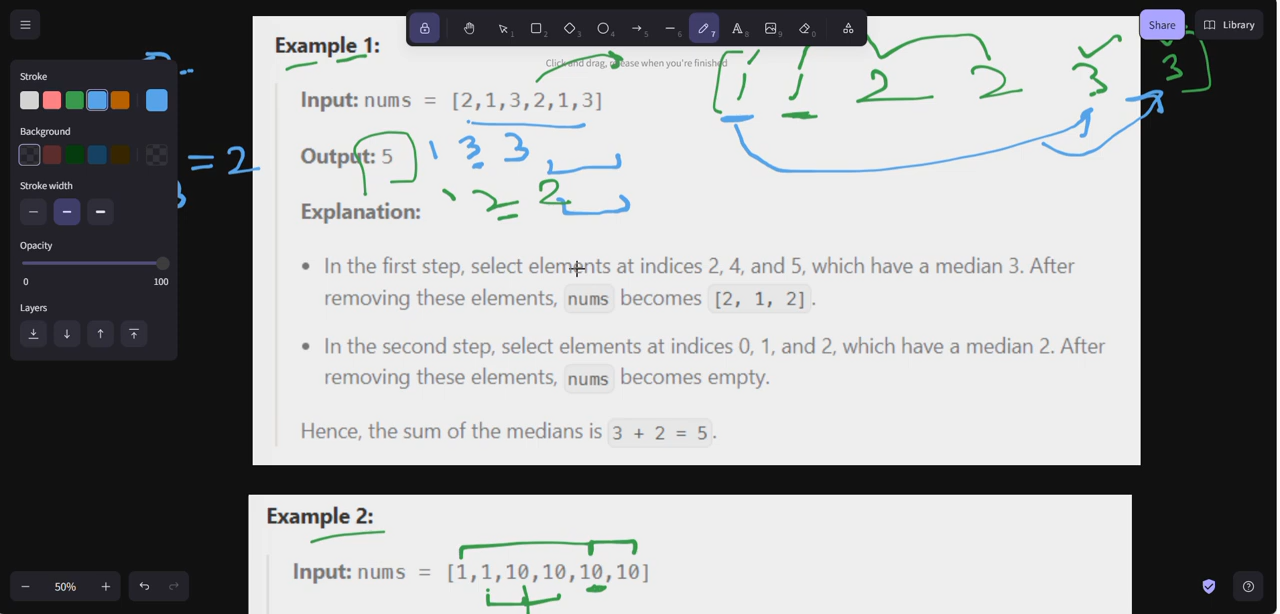 Share
Library
Example 1:
Click and drag, release when you're finished
1 1 2 2 3 3
Stroke
Input: nums = [2,1,3,2,1,3]
Background
Output: 5
1 3 3
= 2
Stroke width
1 2 2
Explanation:
Opacity
0 100
• In the first step, select elements at indices 2, 4, and 5, which have a median 3. After
removing these elements, nums becomes [2, 1, 2].
Layers
• In the second step, select elements at indices 0, 1, and 2, which have a median 2. After
removing these elements, nums becomes empty.
Hence, the sum of the medians is 3 + 2 = 5.
Example 2:
Input: nums = [1,1,10,10,10,10]
50%